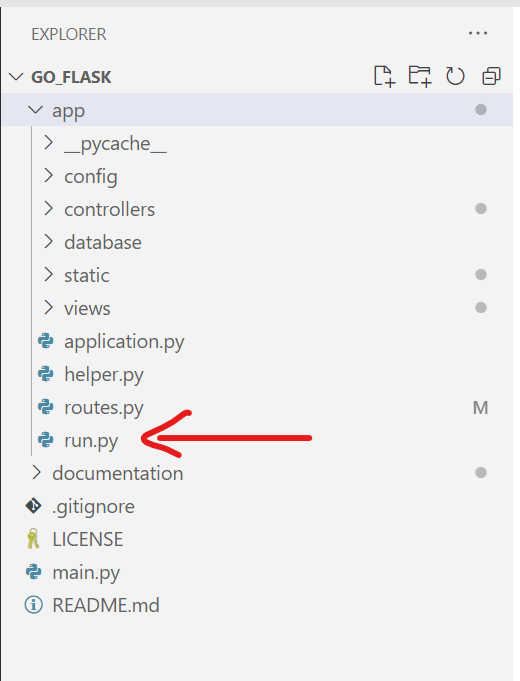 EXPLORER
GO_FLASK
app
__pycache__
config
controllers
database
static
views
application.py
helper.py
routes.py M
run.py
documentation
.gitignore
LICENSE
main.py
README.md